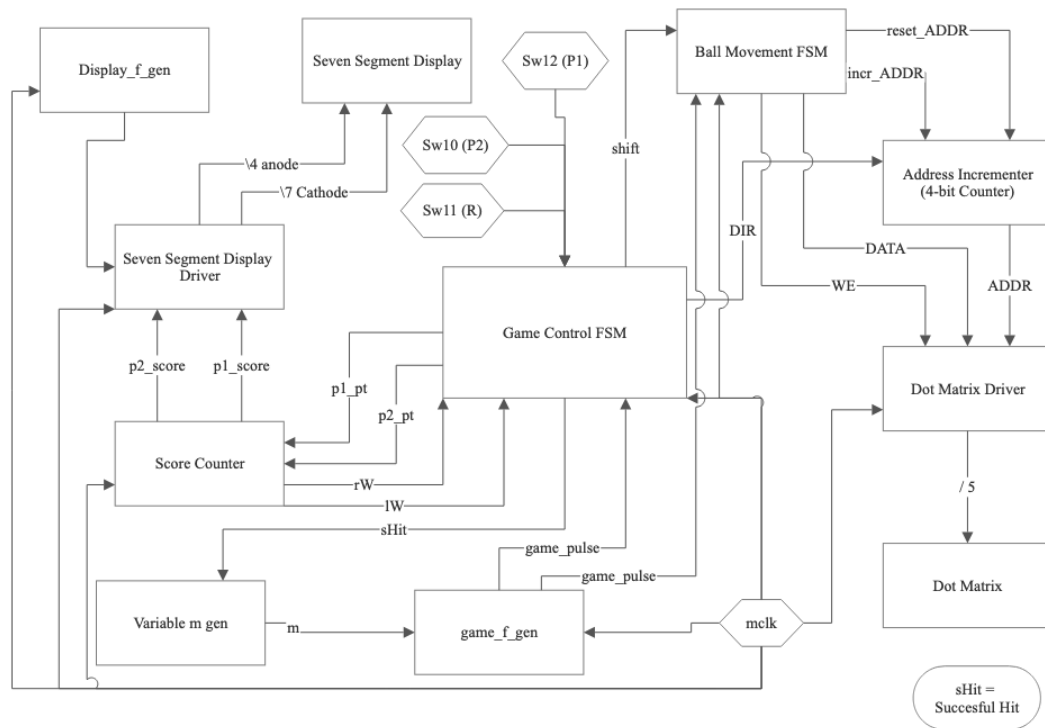 Display_f_gen
Seven Segment Display
Sw12 (P1)
Ball Movement FSM
reset_ADDR
incr_ADDR
Sw10 (P2)
shift
Sw11 (R)
Address Incrementer
(4-bit Counter)
\4 anode
\7 Cathode
DIR
Seven Segment Display
Driver
DATA
WE
ADDR
Game Control FSM
p2_score
p1_score
p1_pt
p2_pt
Dot Matrix Driver
Score Counter
rW
lW
/ 5
sHit
game_pulse
game_pulse
Dot Matrix
Variable m gen
m
game_f_gen
mclk
sHit =
Succesful Hit